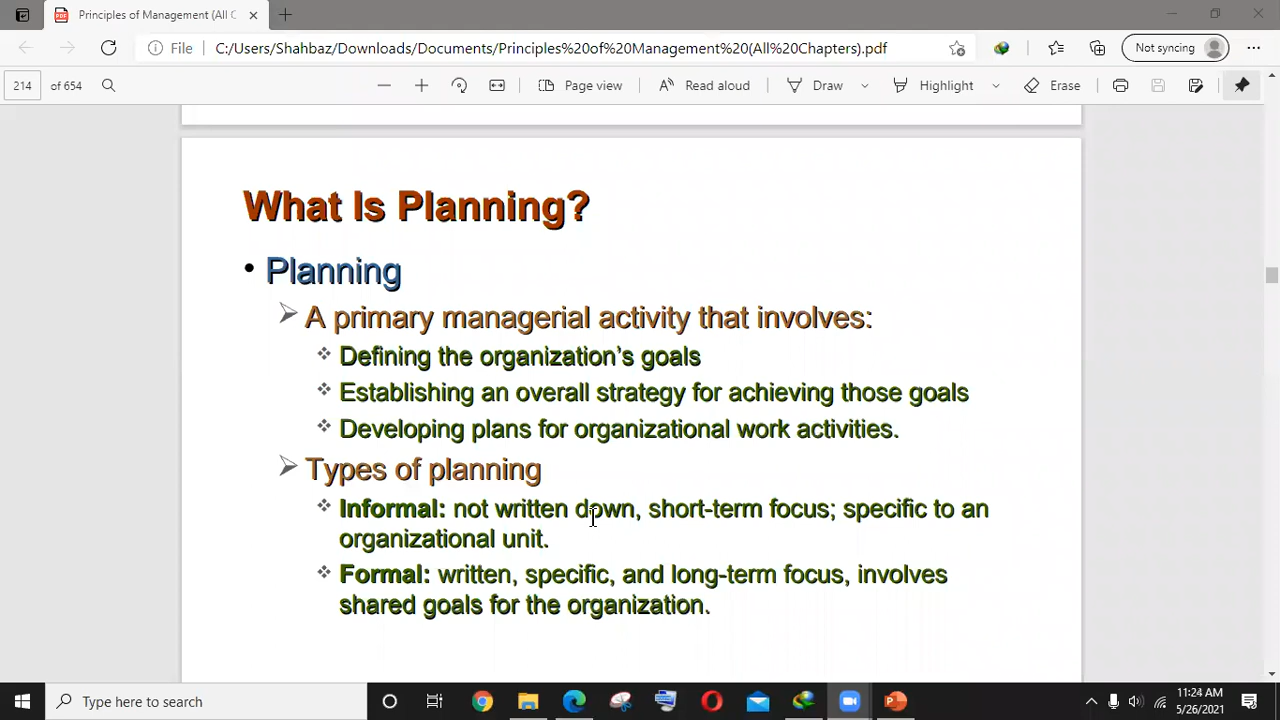 Principles of Management (All C
File
C:/Users/Shahbaz/Downloads/Documents/Principles%20of%20Management%20(All%20Chapters).pdf
Not syncing
214 of 654
Page view
Read aloud
Draw
Highlight
Erase
What Is Planning?
• Planning
A primary managerial activity that involves:
Defining the organization’s goals
Establishing an overall strategy for achieving those goals
Developing plans for organizational work activities.
Types of planning
Informal: not written down, short-term focus; specific to an
organizational unit.
Formal: written, specific, and long-term focus, involves
shared goals for the organization.
Type here to search
11:24 AM
5/26/2021